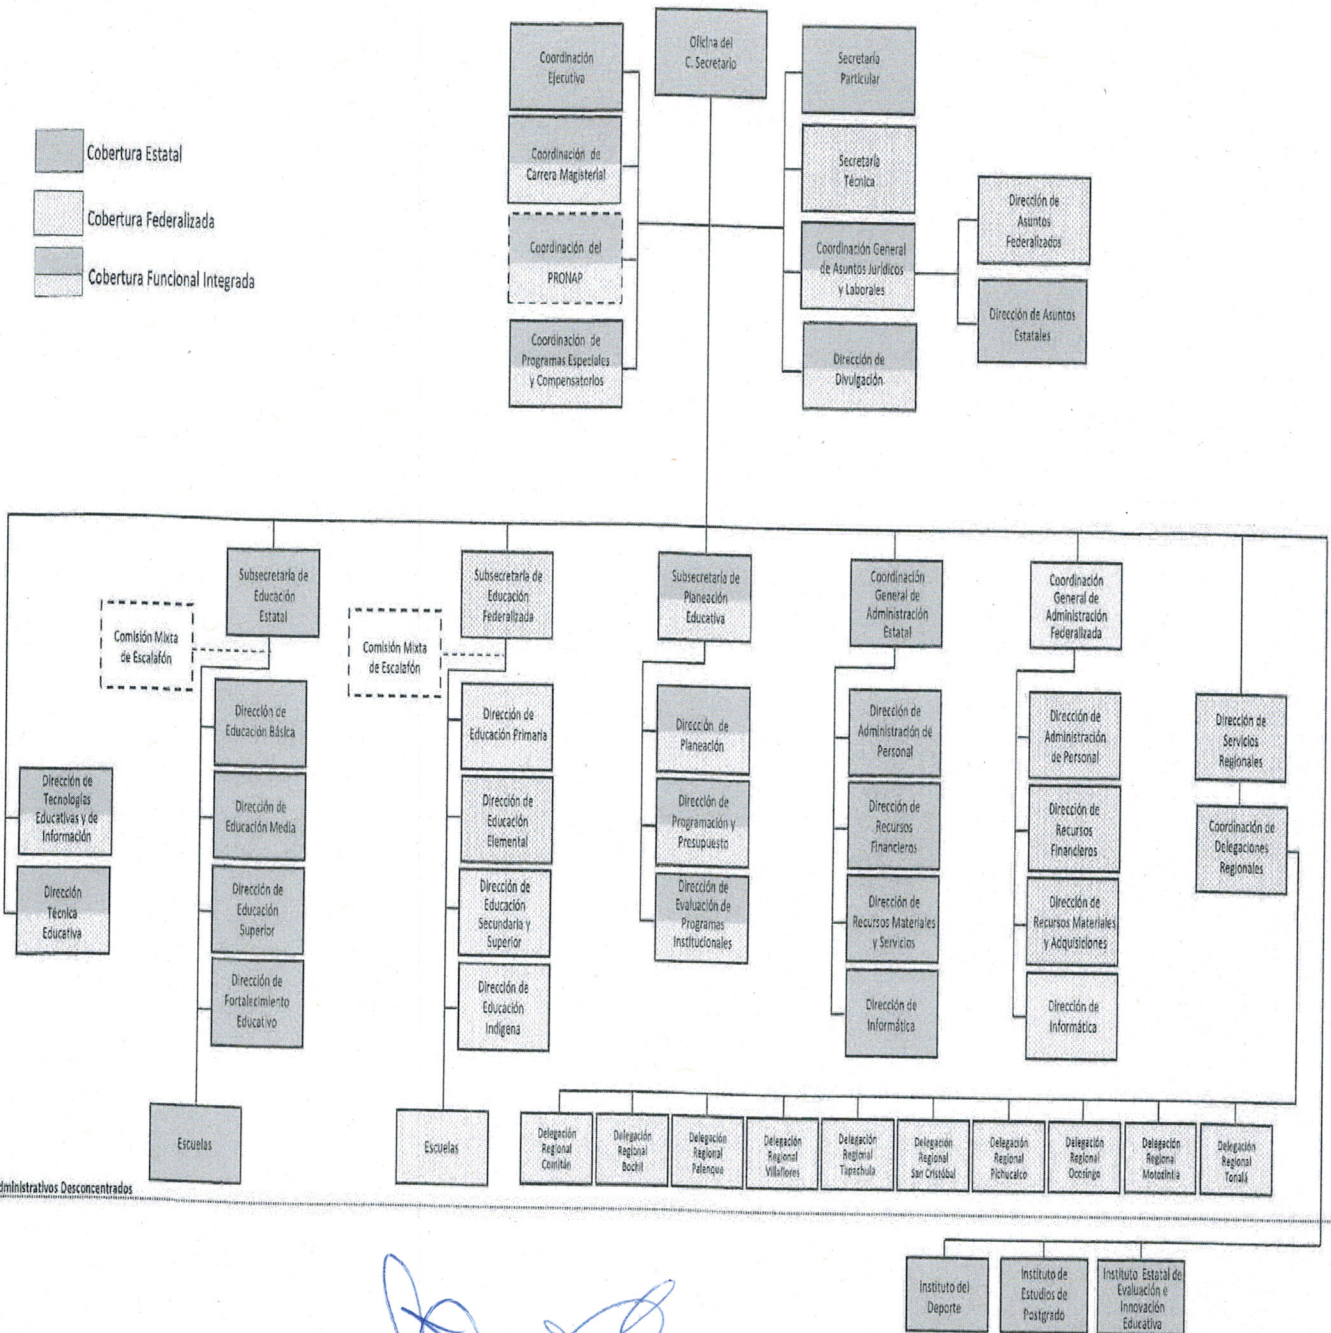 Oficina del
C. Secretario
Coordinación
Ejecutiva
Secretaría
Particular
Cobertura Estatal
Cobertura Federalizada
Cobertura Funcional Integrada
Coordinación de
Carrera Magisterial
Secretaría
Técnica
Coordinación del
PRONAP
Coordinación General
de Asuntos Jurídicos
y Laborales
Dirección de
Asuntos
Federalizados
Dirección de Asuntos
Estatales
Coordinación de
Programas Especiales
y Compensatorios
Dirección de
Divulgación
Subsecretaría de
Educación
Estatal
Subsecretaría de
Educación
Federalizada
Subsecretaría de
Planeación
Educativa
Coordinación
General de
Administración
Estatal
Coordinación
General de
Administración
Federalizada
Comisión Mixta
de Escalafón
Comisión Mixta
de Escalafón
Dirección de
Tecnologías
Educativas y de
Información
Dirección
Técnica
Educativa
Dirección de
Educación Básica
Dirección de
Educación Media
Dirección de
Educación
Superior
Dirección de
Fortalecimiento
Educativo
Escuelas
Dirección de
Educación Primaria
Dirección de
Educación
Elemental
Dirección de
Educación
Secundaria y
Superior
Dirección de
Educación
Indígena
Escuelas
Dirección de
Planeación
Dirección de
Programación y
Presupuesto
Dirección de
Evaluación de
Programas
Institucionales
Dirección de
Administración de
Personal
Dirección de
Recursos
Financieros
Dirección de
Recursos Materiales
y Servicios
Dirección de
Informática
Dirección de
Administración
de Personal
Dirección de
Recursos
Financieros
Dirección de
Recursos Materiales
y Adquisiciones
Dirección de
Informática
Dirección de
Servicios
Regionales
Coordinación de
Delegaciones
Regionales
Delegación
Regional
Comitán
Delegación
Regional
Bochil
Delegación
Regional
Palenque
Delegación
Regional
Villaflores
Delegación
Regional
Tapachula
Delegación
Regional
San Cristóbal
Delegación
Regional
Pichucalco
Delegación
Regional
Ocosingo
Delegación
Regional
Motozintla
Delegación
Regional
Tonalá
dministrativos Desconcentrados
Instituto del
Deporte
Instituto de
Estudios de
Postgrado
Instituto Estatal de
Evaluación e
Innovación
Educativa